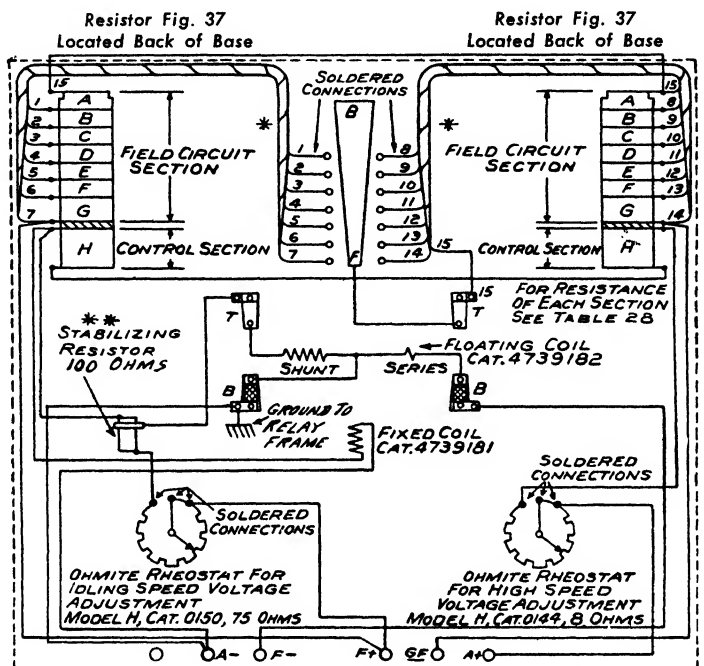 Resistor Fig. 37
Located Back of Base
Resistor Fig. 37
Located Back of Base
15
1
2
3
4
5
6
7
A
B
C
D
E
F
G
H
FIELD CIRCUIT
SECTION
CONTROL SECTION
SOLDERED
CONNECTIONS
*
1
2
3
4
5
6
7
B
F
8
9
10
11
12
13
14
15
*
FIELD CIRCUIT
SECTION
CONTROL SECTION
A
B
C
D
E
F
G
H
15
8
9
10
11
12
13
14
FOR RESISTANCE
OF EACH SECTION
SEE TABLE 28
**
STABILIZING
RESISTOR
100 OHMS
T
T
15
SHUNT
SERIES
FLOATING COIL
CAT. 4739182
B
B
GROUND TO
RELAY
FRAME
FIXED COIL
CAT. 4739181
SOLDERED
CONNECTIONS
SOLDERED
CONNECTIONS
OHMITE RHEOSTAT FOR
IDLING SPEED VOLTAGE
ADJUSTMENT
MODEL H, CAT. 0150, 75 OHMS
OHMITE RHEOSTAT
FOR HIGH SPEED
VOLTAGE ADJUSTMENT
MODEL H, CAT. 0144, 8 OHMS
A- F- F+ GF A+